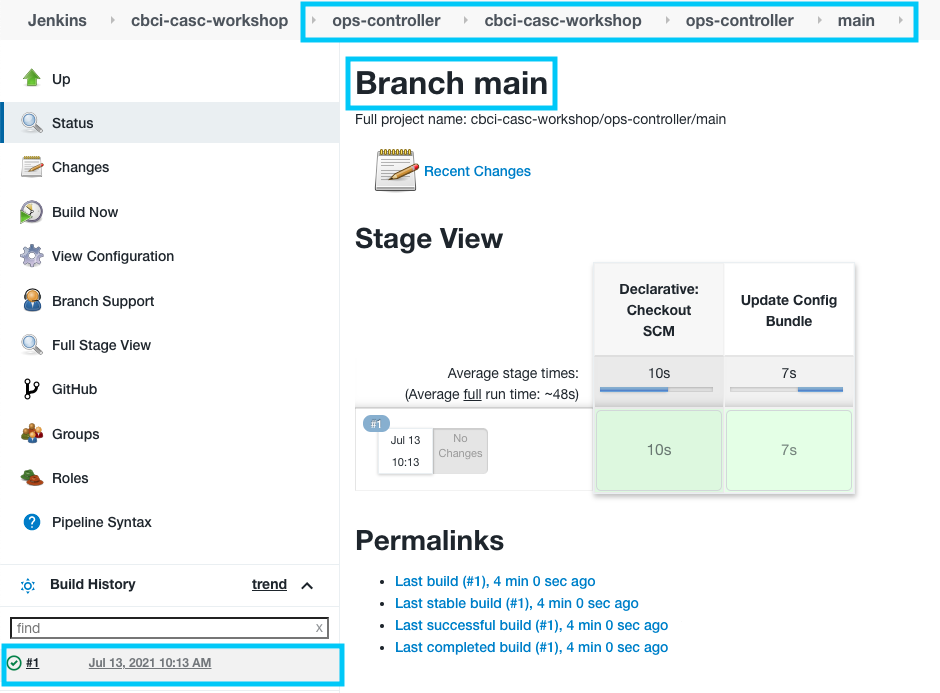 Jenkins cbci-casc-workshop ops-controller cbci-casc-workshop ops-controller main
Up
Status
Changes
Build Now
View Configuration
Branch Support
Full Stage View
GitHub
Groups
Roles
? Pipeline Syntax
Build History trend
find x
#1 Jul 13, 2021 10:13 AM
Branch main
Full project name: cbci-casc-workshop/ops-controller/main
Recent Changes
Stage View
Declarative:
Checkout
SCM
Update Config
Bundle
Average stage times:
(Average full run time: ~48s)
10s
7s
#1
Jul 13
10:13
No
Changes
10s
7s
Permalinks
• Last build (#1), 4 min 0 sec ago
• Last stable build (#1), 4 min 0 sec ago
• Last successful build (#1), 4 min 0 sec ago
• Last completed build (#1), 4 min 0 sec ago